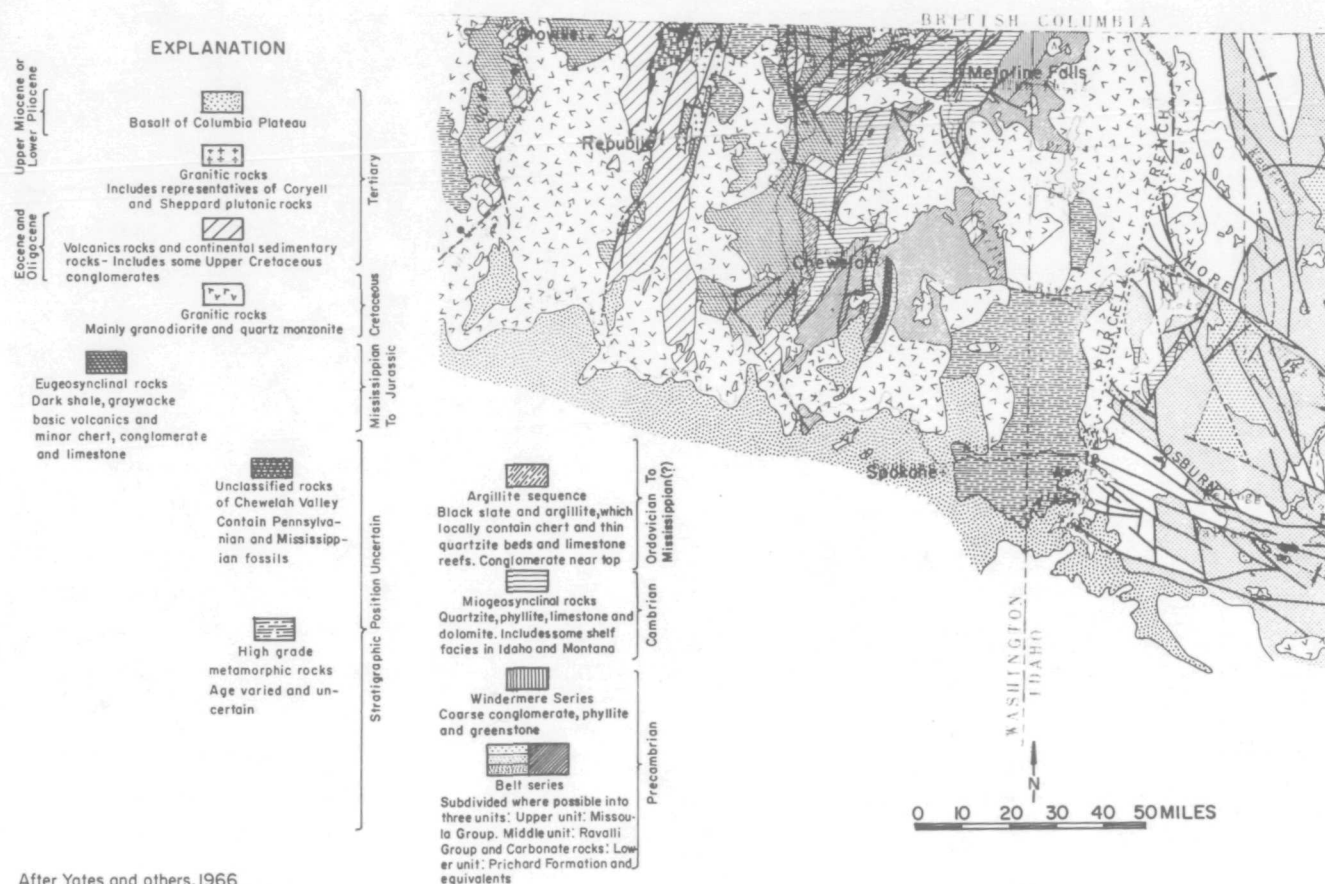 EXPLANATION
Upper Miocene or
Lower Pliocene
Basalt of Columbia Plateau
Granitic rocks
Includes representatives of Coryell
and Sheppard plutonic rocks
Tertiary
Eocene and
Oligocene
Volcanics rocks and continental sedimentary
rocks- Includes some Upper Cretaceous
conglomerates
Granitic rocks
Mainly granodiorite and quartz monzonite
Cretaceous
Eugeosynclinal rocks
Dark shale, graywacke
basic volcanics and
minor chert, conglomerate
and limestone
Mississippian
To Jurassic
Unclassified rocks
of Chewelah Valley
Contain Pennsylva-
nian and Mississipp-
ian fossils
High grade
metamorphic rocks
Age varied and un-
certain
Stratigraphic Position Uncertain
Argillite sequence
Black slate and argillite, which
locally contain chert and thin
quartzite beds and limestone
reefs. Conglomerate near top
Ordovician To
Mississippian(?)
Miogeosynclinal rocks
Quartzite, phyllite, limestone and
dolomite. Includes some shelf
facies in Idaho and Montana
Cambrian
Windermere Series
Coarse conglomerate, phyllite
and greenstone
Belt series
Subdivided where possible into
three units: Upper unit: Missou-
la Group. Middle unit: Ravalli
Group and Carbonate rocks: Low-
er unit: Prichard Formation and
equivalents
Precambrian
After Yates and others, 1966
BRITISH COLUMBIA
Metaline Falls
Republic
TRENCH
Chewelah
HOPE
PURCELL
Spokane
OSBURN
WASHINGTON
IDAHO
N
0 10 20 30 40 50 MILES